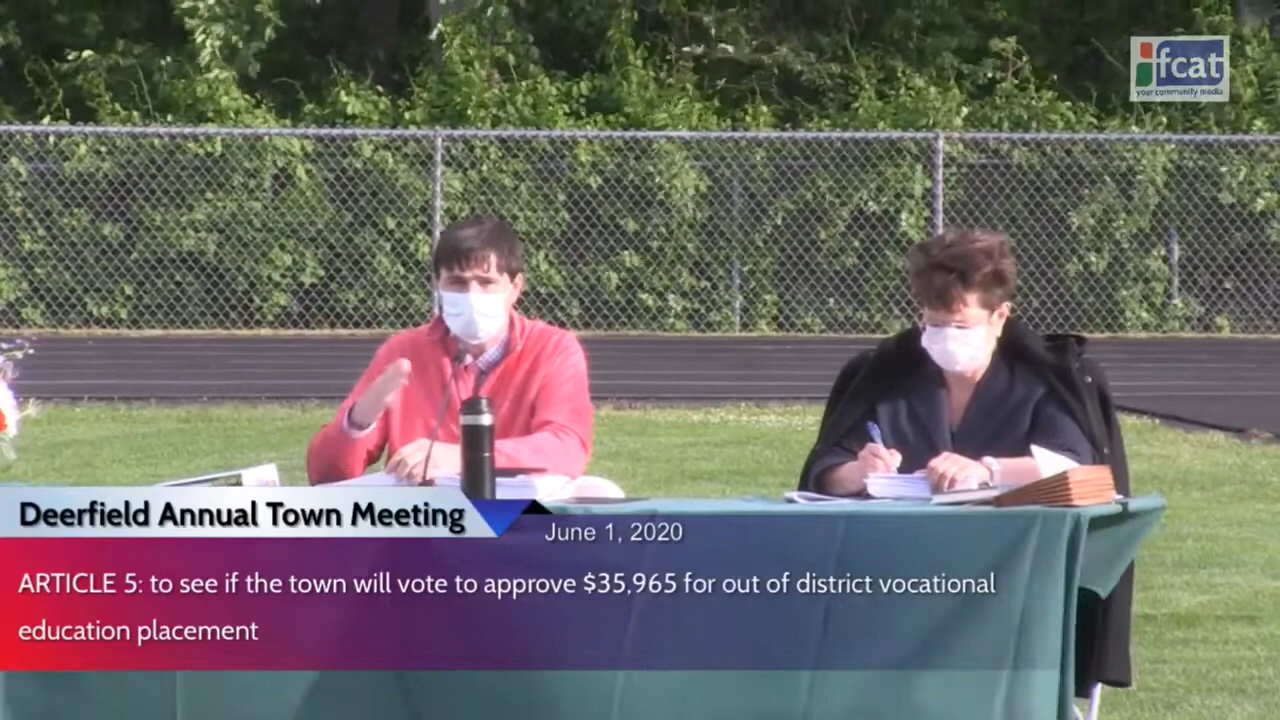 fcat
your community media
Deerfield Annual Town Meeting
June 1, 2020
ARTICLE 5: to see if the town will vote to approve $35,965 for out of district vocational
education placement